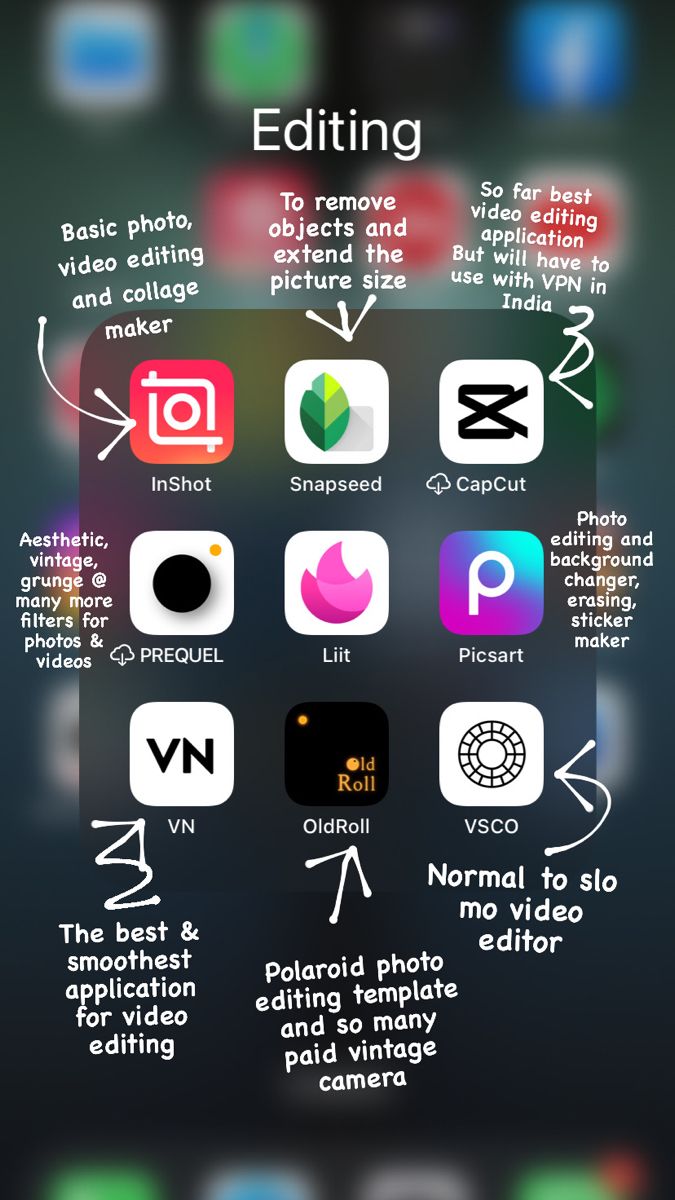 Editing
Basic photo,
video editing
and collage
maker
To remove
objects and
extend the
picture size
So far best
video editing
application
But will have to
use with VPN in
India
InShot
Snapseed
CapCut
Aesthetic,
vintage,
grunge @
many more
filters for
photos &
videos
PREQUEL
Liit
Picsart
Photo
editing and
background
changer,
erasing,
sticker
maker
VN
VN
Old
Roll
OldRoll
VSCO
The best &
smoothest
application
for video
editing
Polaroid photo
editing template
and so many
paid vintage
camera
Normal to slo
mo video
editor